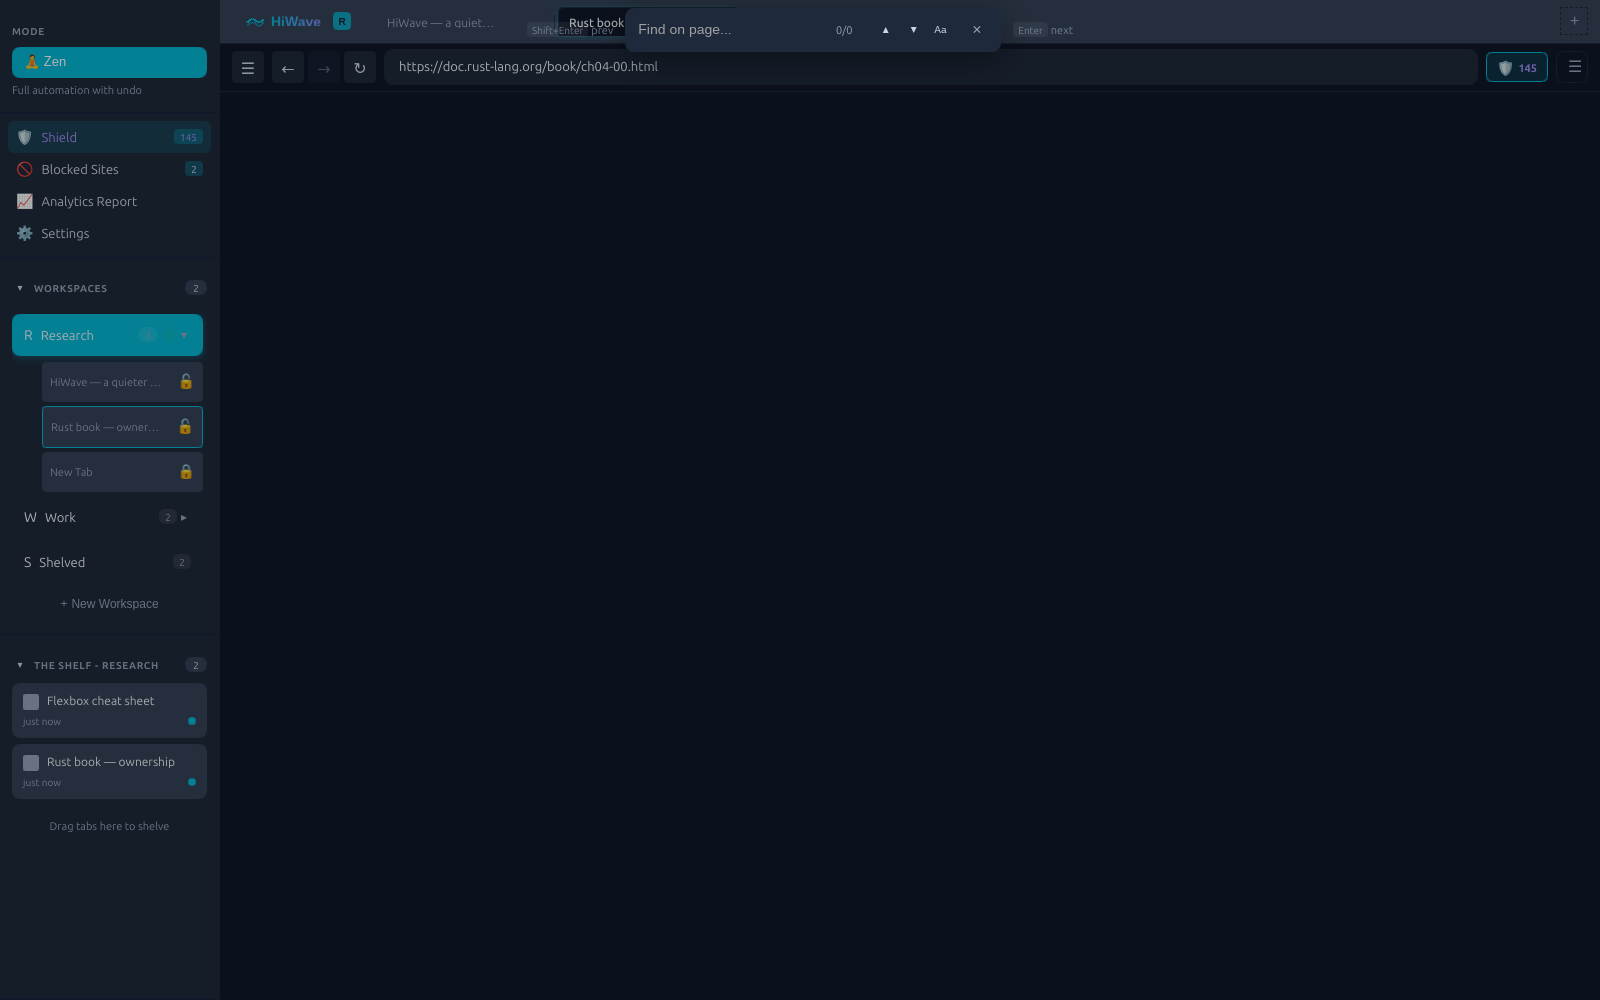 MODE
🧘 Zen
Full automation with undo
Shield 145
Blocked Sites 2
Analytics Report
Settings
WORKSPACES 2
R Research
HiWave — a quieter ...
Rust book — owner...
New Tab
W Work 2
S Shelved 2
+ New Workspace
THE SHELF - RESEARCH 2
Flexbox cheat sheet
just now
Rust book — ownership
just now
Drag tabs here to shelve
HiWave R
HiWave — a quiet...
Shift+Enter prev
Rust book
Find on page...
0/0
▲ ▼ Aa ×
Enter next
+
https://doc.rust-lang.org/book/ch04-00.html
145